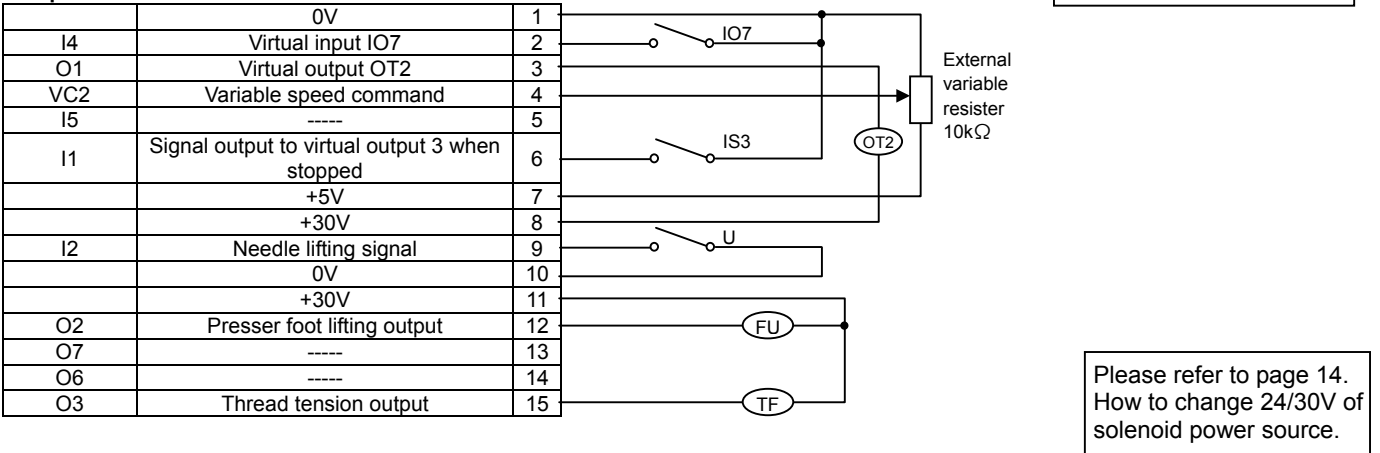 0V 1
I4 Virtual input IO7 2 IO7
O1 Virtual output OT2 3
VC2 Variable speed command 4
I5 ----- 5
I1 Signal output to virtual output 3 when
stopped 6 IS3
+5V 7
+30V 8
I2 Needle lifting signal 9 U
0V 10
+30V 11
O2 Presser foot lifting output 12 FU
O7 ----- 13
O6 ----- 14
O3 Thread tension output 15 TF
OT2
External
variable
resister
10kΩ
Please refer to page 14.
How to change 24/30V of
solenoid power source.